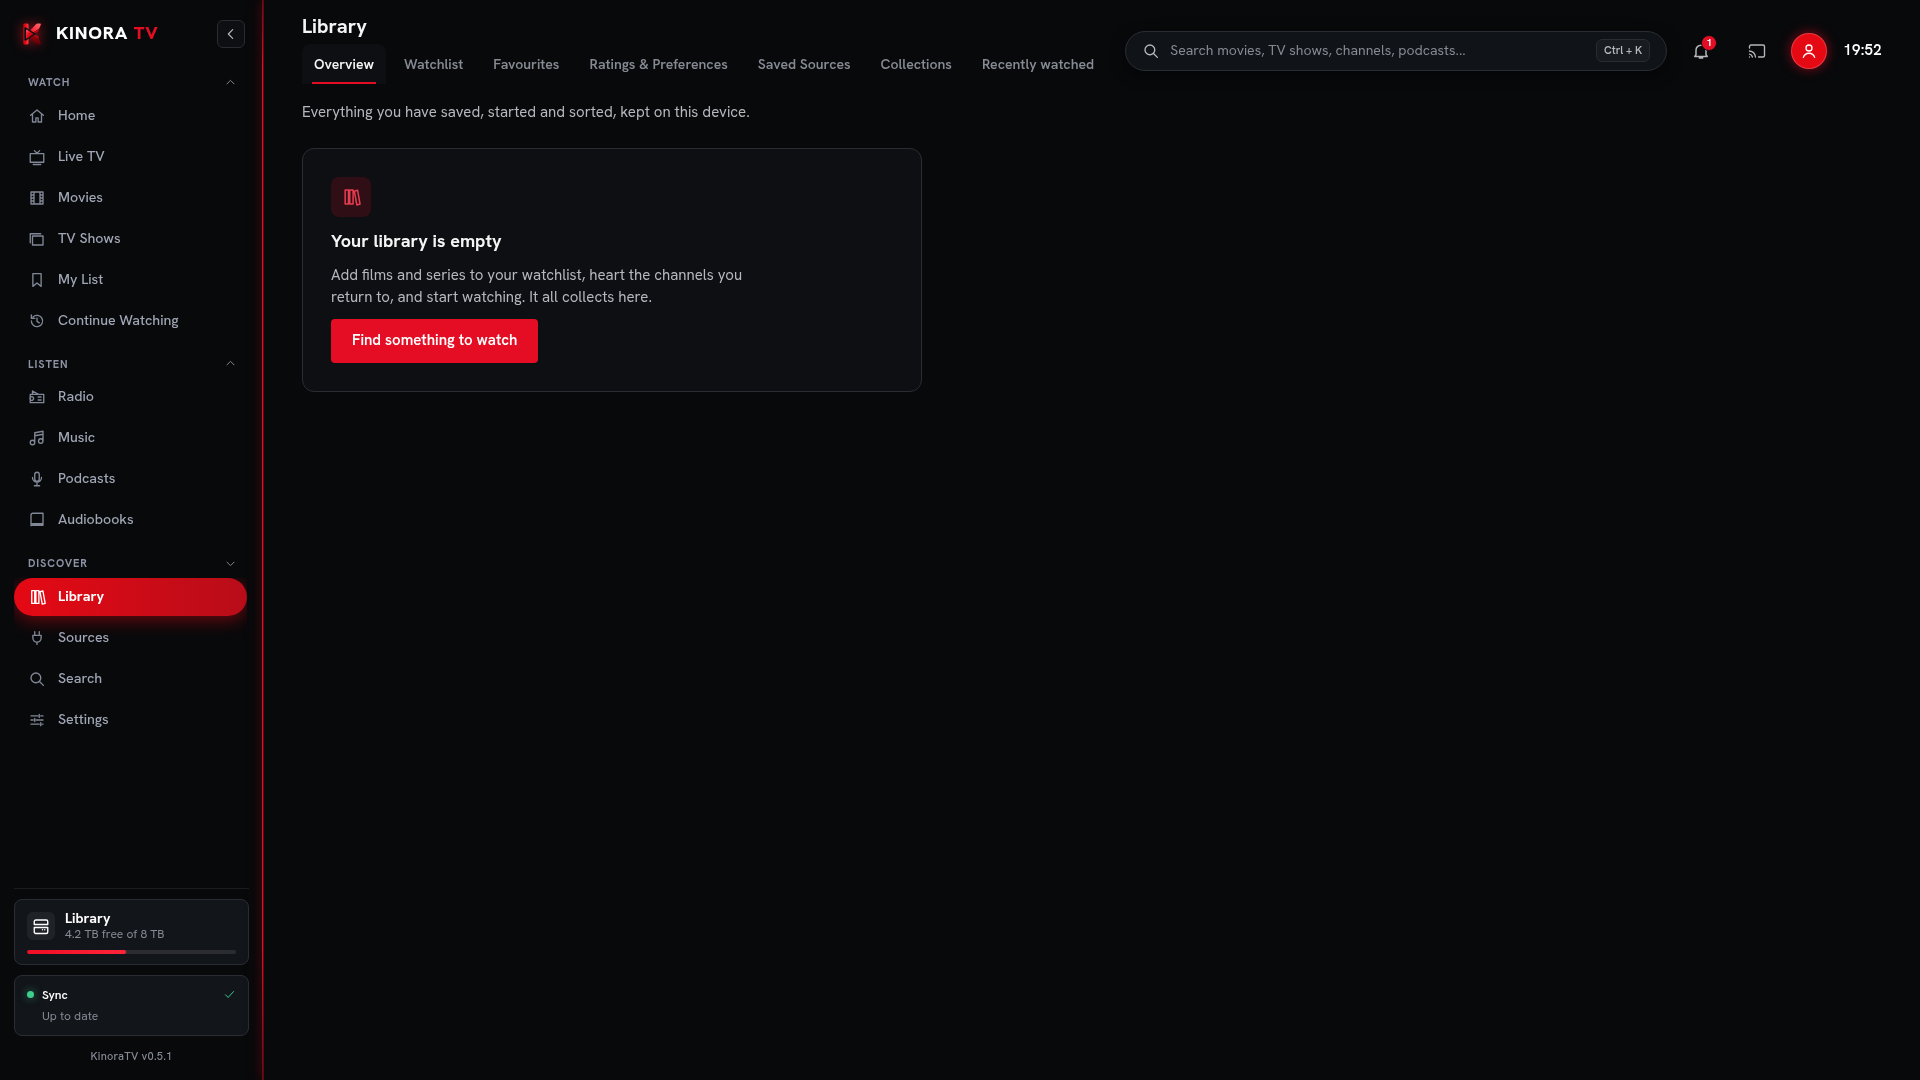 KINORA TV
WATCH
Home
Live TV
Movies
TV Shows
My List
Continue Watching
LISTEN
Radio
Music
Podcasts
Audiobooks
DISCOVER
Library
Sources
Search
Settings
Library
4.2 TB free of 8 TB
Sync
Up to date
KinoraTV v0.5.1
Library
Overview Watchlist Favourites Ratings & Preferences Saved Sources Collections Recently watched
Search movies, TV shows, channels, podcasts... Ctrl + K
1
19:52
Everything you have saved, started and sorted, kept on this device.
Your library is empty
Add films and series to your watchlist, heart the channels you
return to, and start watching. It all collects here.
Find something to watch